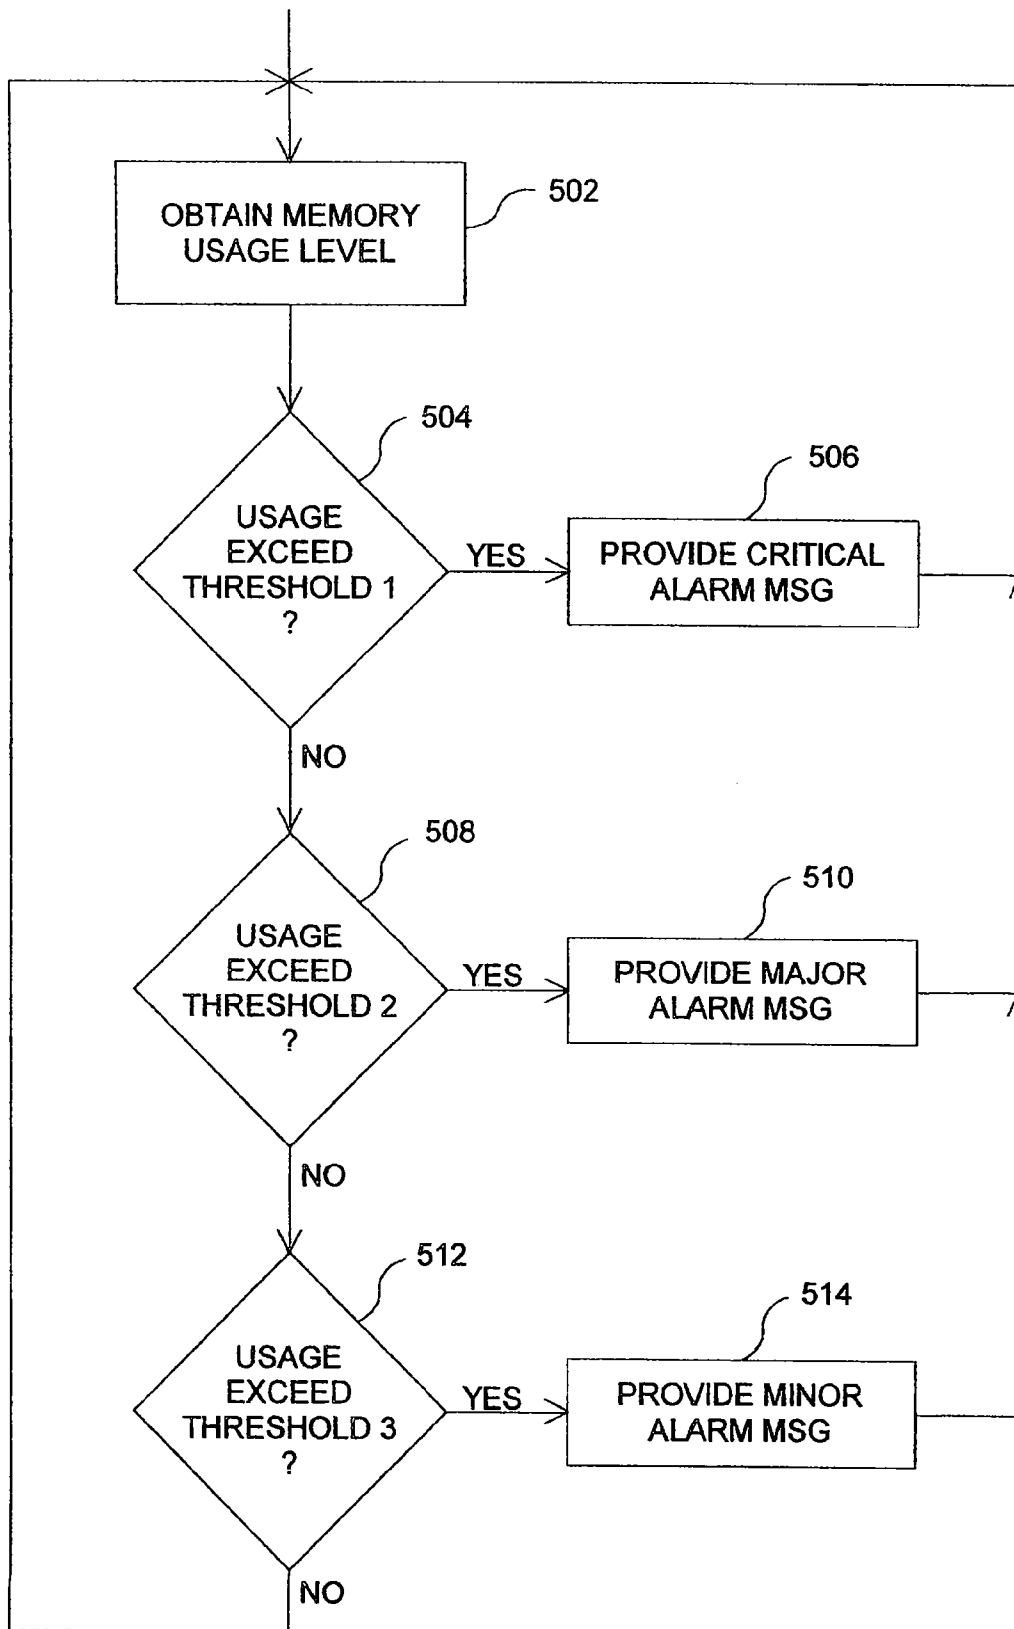 502
OBTAIN MEMORY
USAGE LEVEL
504
USAGE
EXCEED
THRESHOLD 1
?
YES
506
PROVIDE CRITICAL
ALARM MSG
NO
508
USAGE
EXCEED
THRESHOLD 2
?
YES
510
PROVIDE MAJOR
ALARM MSG
NO
512
USAGE
EXCEED
THRESHOLD 3
?
YES
514
PROVIDE MINOR
ALARM MSG
NO